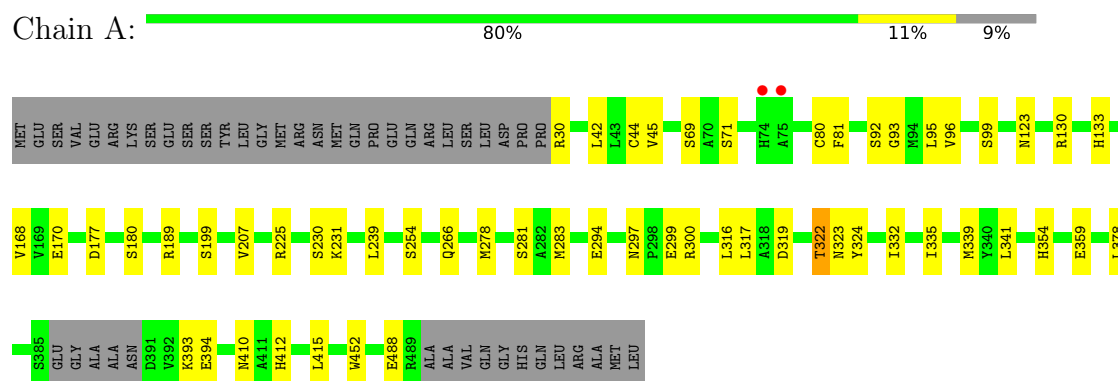 Chain A:
80% 11% 9%
MET GLU SER VAL GLU ARG LYS SER GLU SER SER TYR LEU GLY MET ARG ASN MET GLN PRO GLU GLN ARG LEU SER LEU ASP PRO PRO R30 L42 L43 C44 V45 S69 A70 S71 H74 A75 C80 F81 S92 G93 M94 L95 V96 S99 N123 R130 H133
V168 V169 E170 D177 S180 R189 S199 V207 R225 S230 K231 L239 S254 Q266 M278 S281 A282 M283 E294 N297 P298 E299 R300 L316 L317 A318 D319 T322 N323 Y324 I332 I335 M339 Y340 L341 H354 E359 L378
S385 GLU GLY ALA ALA ASN D391 V392 K393 E394 N410 A411 H412 L415 W452 E488 R489 ALA ALA VAL GLN GLY HIS GLN LEU ARG ALA MET LEU